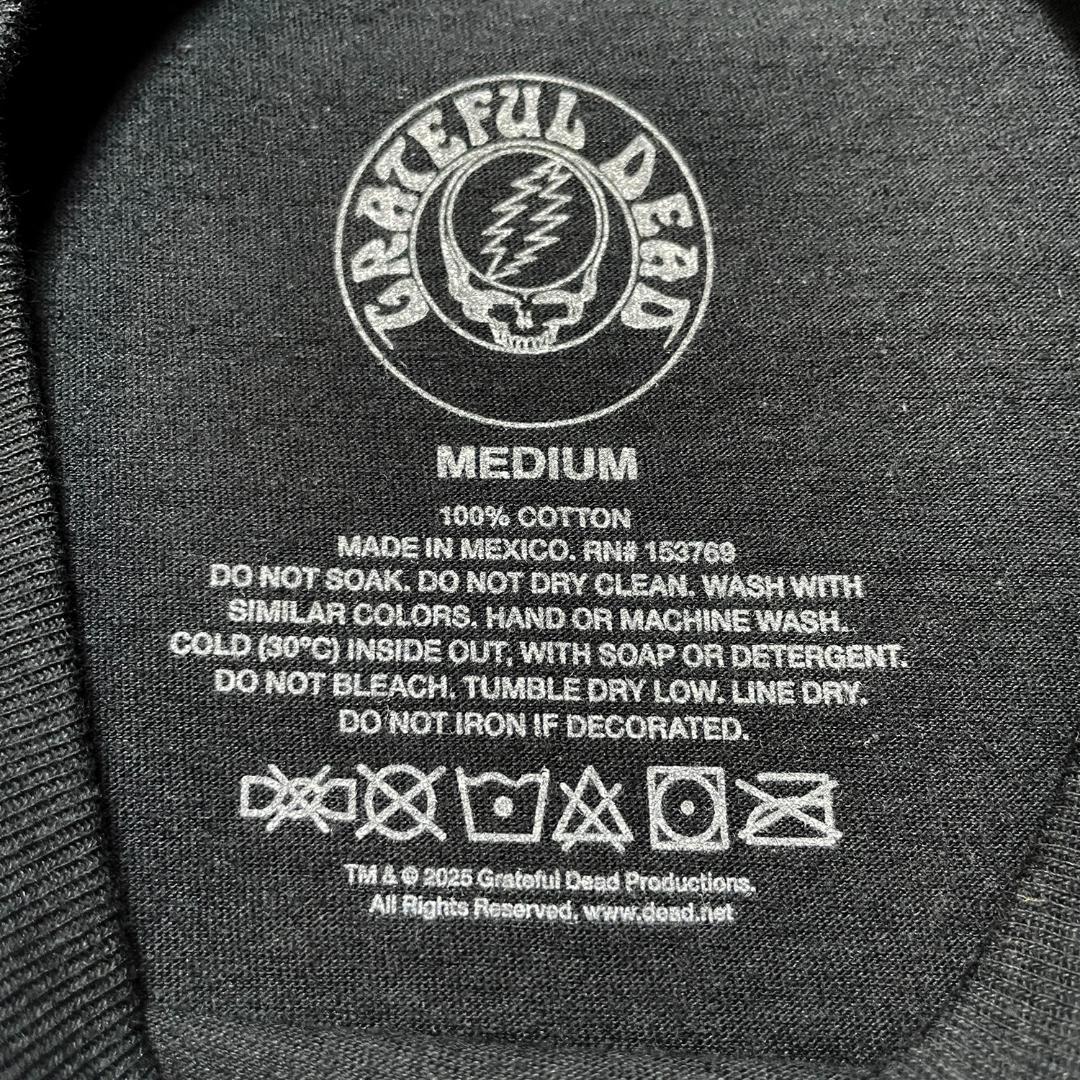 GRATEFUL DEAD
MEDIUM
100% COTTON
MADE IN MEXICO. RN# 153769
DO NOT SOAK. DO NOT DRY CLEAN. WASH WITH
SIMILAR COLORS. HAND OR MACHINE WASH.
COLD (30°C) INSIDE OUT, WITH SOAP OR DETERGENT.
DO NOT BLEACH. TUMBLE DRY LOW. LINE DRY.
DO NOT IRON IF DECORATED.
TM & © 2025 Grateful Dead Productions.
All Rights Reserved, www.dead.net